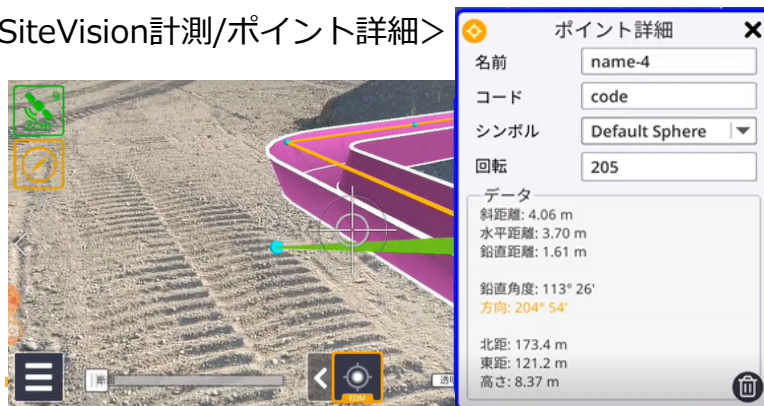 SiteVision計測/ポイント詳細＞
ポイント詳細
名前
name-4
コード
code
シンボル
Default Sphere
回転
205
データ
斜距離: 4.06 m
水平距離: 3.70 m
鉛直距離: 1.61 m
鉛直角度: 113° 26'
方向: 204° 54'
北距: 173.4 m
東距: 121.2 m
高さ: 8.37 m
EDM